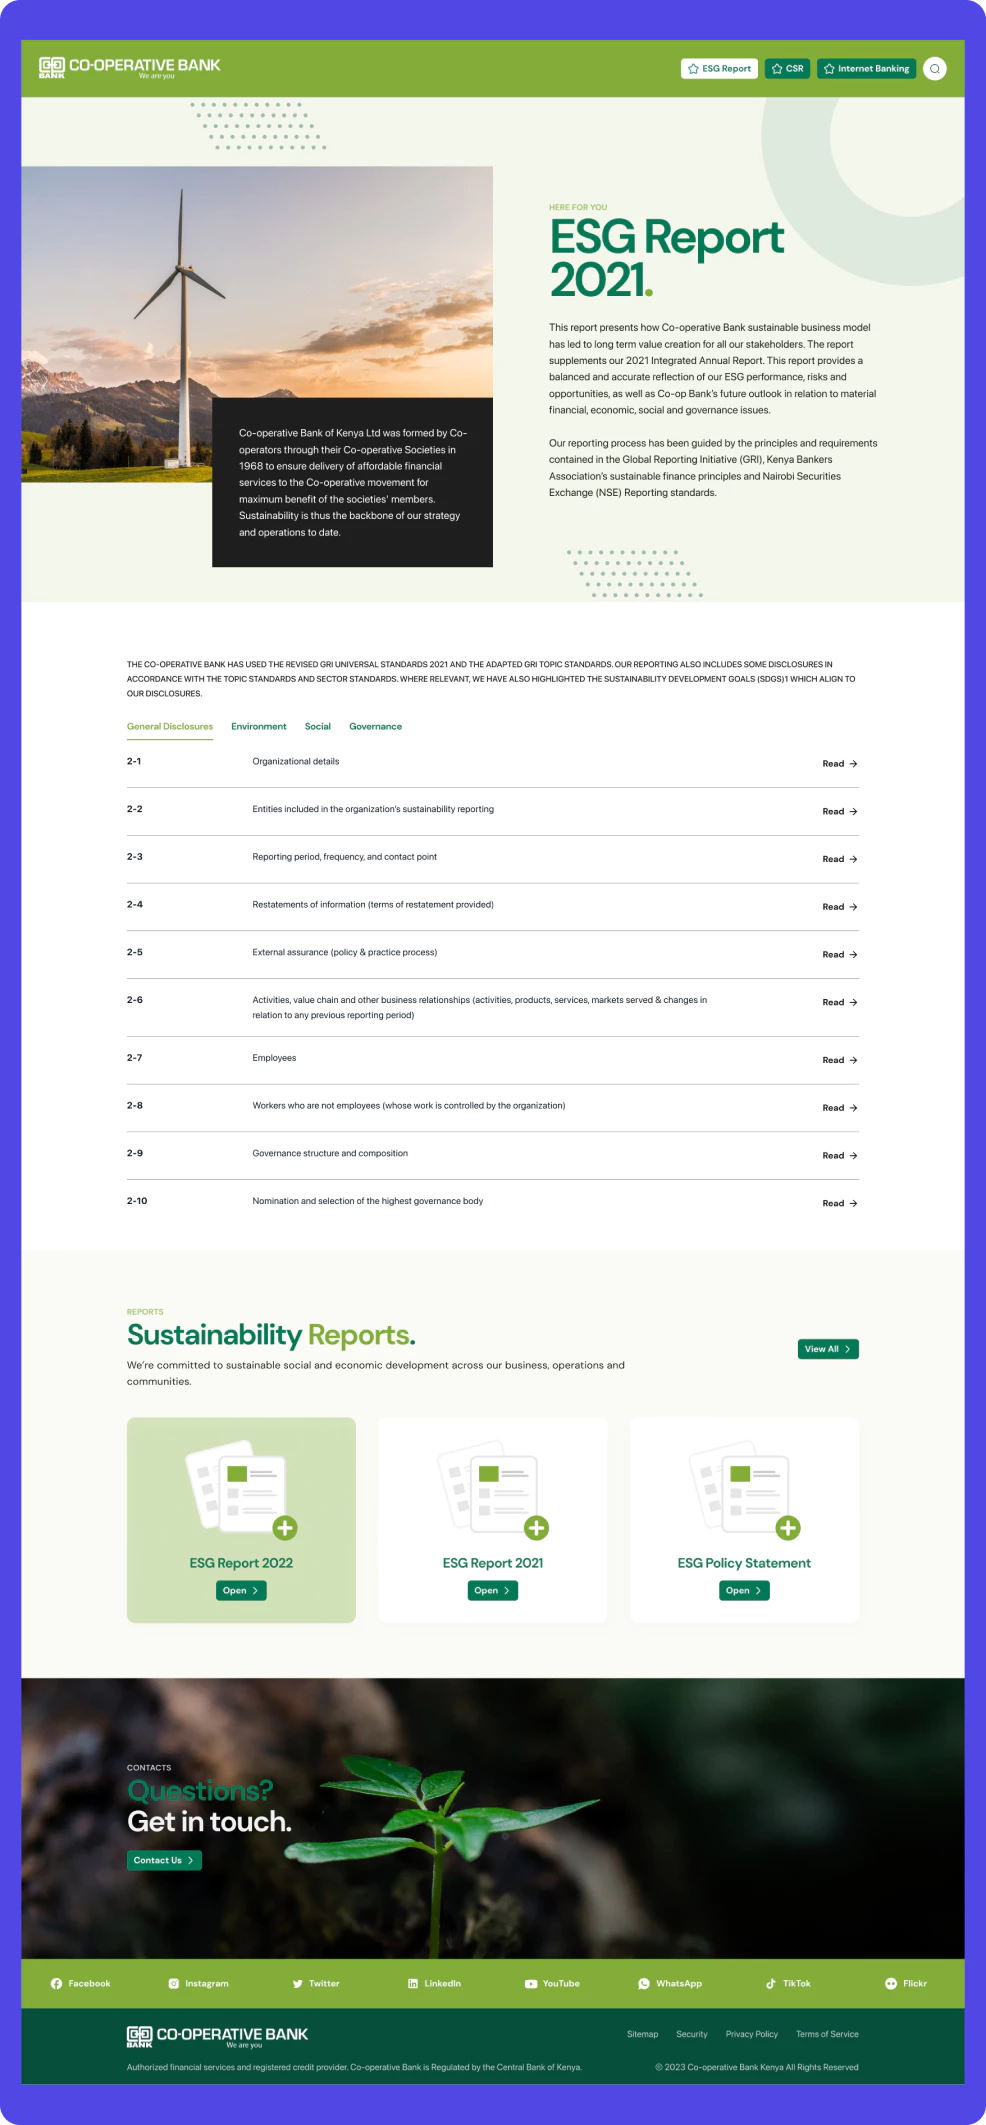 CO-OP BANK CO-OPERATIVE BANK
We are you
ESG Report
CSR
Internet Banking
HERE FOR YOU
ESG Report
2021.
This report presents how Co-operative Bank sustainable business model
has led to long term value creation for all our stakeholders. The report
supplements our 2021 Integrated Annual Report. This report provides a
balanced and accurate reflection of our ESG performance, risks and
opportunities, as well as Co-op Bank's future outlook in relation to material
financial, economic, social and governance issues.
Our reporting process has been guided by the principles and requirements
contained in the Global Reporting Initiative (GRI), Kenya Bankers
Association's sustainable finance principles and Nairobi Securities
Exchange (NSE) Reporting standards.
Co-operative Bank of Kenya Ltd was formed by Co-
operators through their Co-operative Societies in
1968 to ensure delivery of affordable financial
services to the Co-operative movement for
maximum benefit of the societies' members.
Sustainability is thus the backbone of our strategy
and operations to date.
THE CO-OPERATIVE BANK HAS USED THE REVISED GRI UNIVERSAL STANDARDS 2021 AND THE ADAPTED GRI TOPIC STANDARDS. OUR REPORTING ALSO INCLUDES SOME DISCLOSURES IN
ACCORDANCE WITH THE TOPIC STANDARDS AND SECTOR STANDARDS. WHERE RELEVANT, WE HAVE ALSO HIGHLIGHTED THE SUSTAINABILITY DEVELOPMENT GOALS (SDGS)1 WHICH ALIGN TO
OUR DISCLOSURES.
General Disclosures Environment Social Governance
2-1 Organizational details Read
2-2 Entities included in the organization's sustainability reporting Read
2-3 Reporting period, frequency, and contact point Read
2-4 Restatements of information (terms of restatement provided) Read
2-5 External assurance (policy & practice process) Read
2-6 Activities, value chain and other business relationships (activities, products, services, markets served & changes in Read
relation to any previous reporting period)
2-7 Employees Read
2-8 Workers who are not employees (whose work is controlled by the organization) Read
2-9 Governance structure and composition Read
2-10 Nomination and selection of the highest governance body Read
REPORTS
Sustainability Reports.
We're committed to sustainable social and economic development across our business, operations and
communities.
View All
ESG Report 2022
Open
ESG Report 2021
Open
ESG Policy Statement
Open
CONTACTS
Questions?
Get in touch.
Contact Us
Facebook Instagram Twitter LinkedIn YouTube WhatsApp TikTok Flickr
CO-OP BANK CO-OPERATIVE BANK
We are you
Sitemap Security Privacy Policy Terms of Service
Authorized financial services and registered credit provider. Co-operative Bank is Regulated by the Central Bank of Kenya.
© 2023 Co-operative Bank Kenya All Rights Reserved